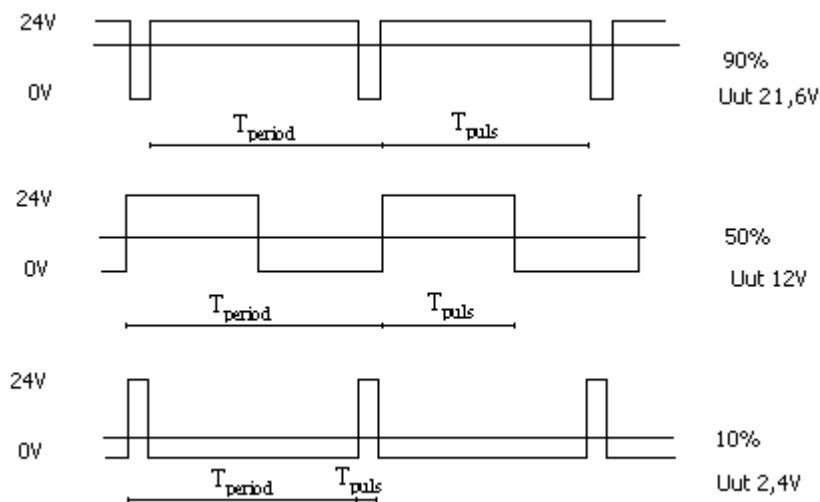 24V
90%
0V
Uut 21,6V
Tperiod
Tpuls
24V
50%
0V
Uut 12V
Tperiod
Tpuls
24V
10%
0V
Uut 2,4V
Tperiod
Tpuls